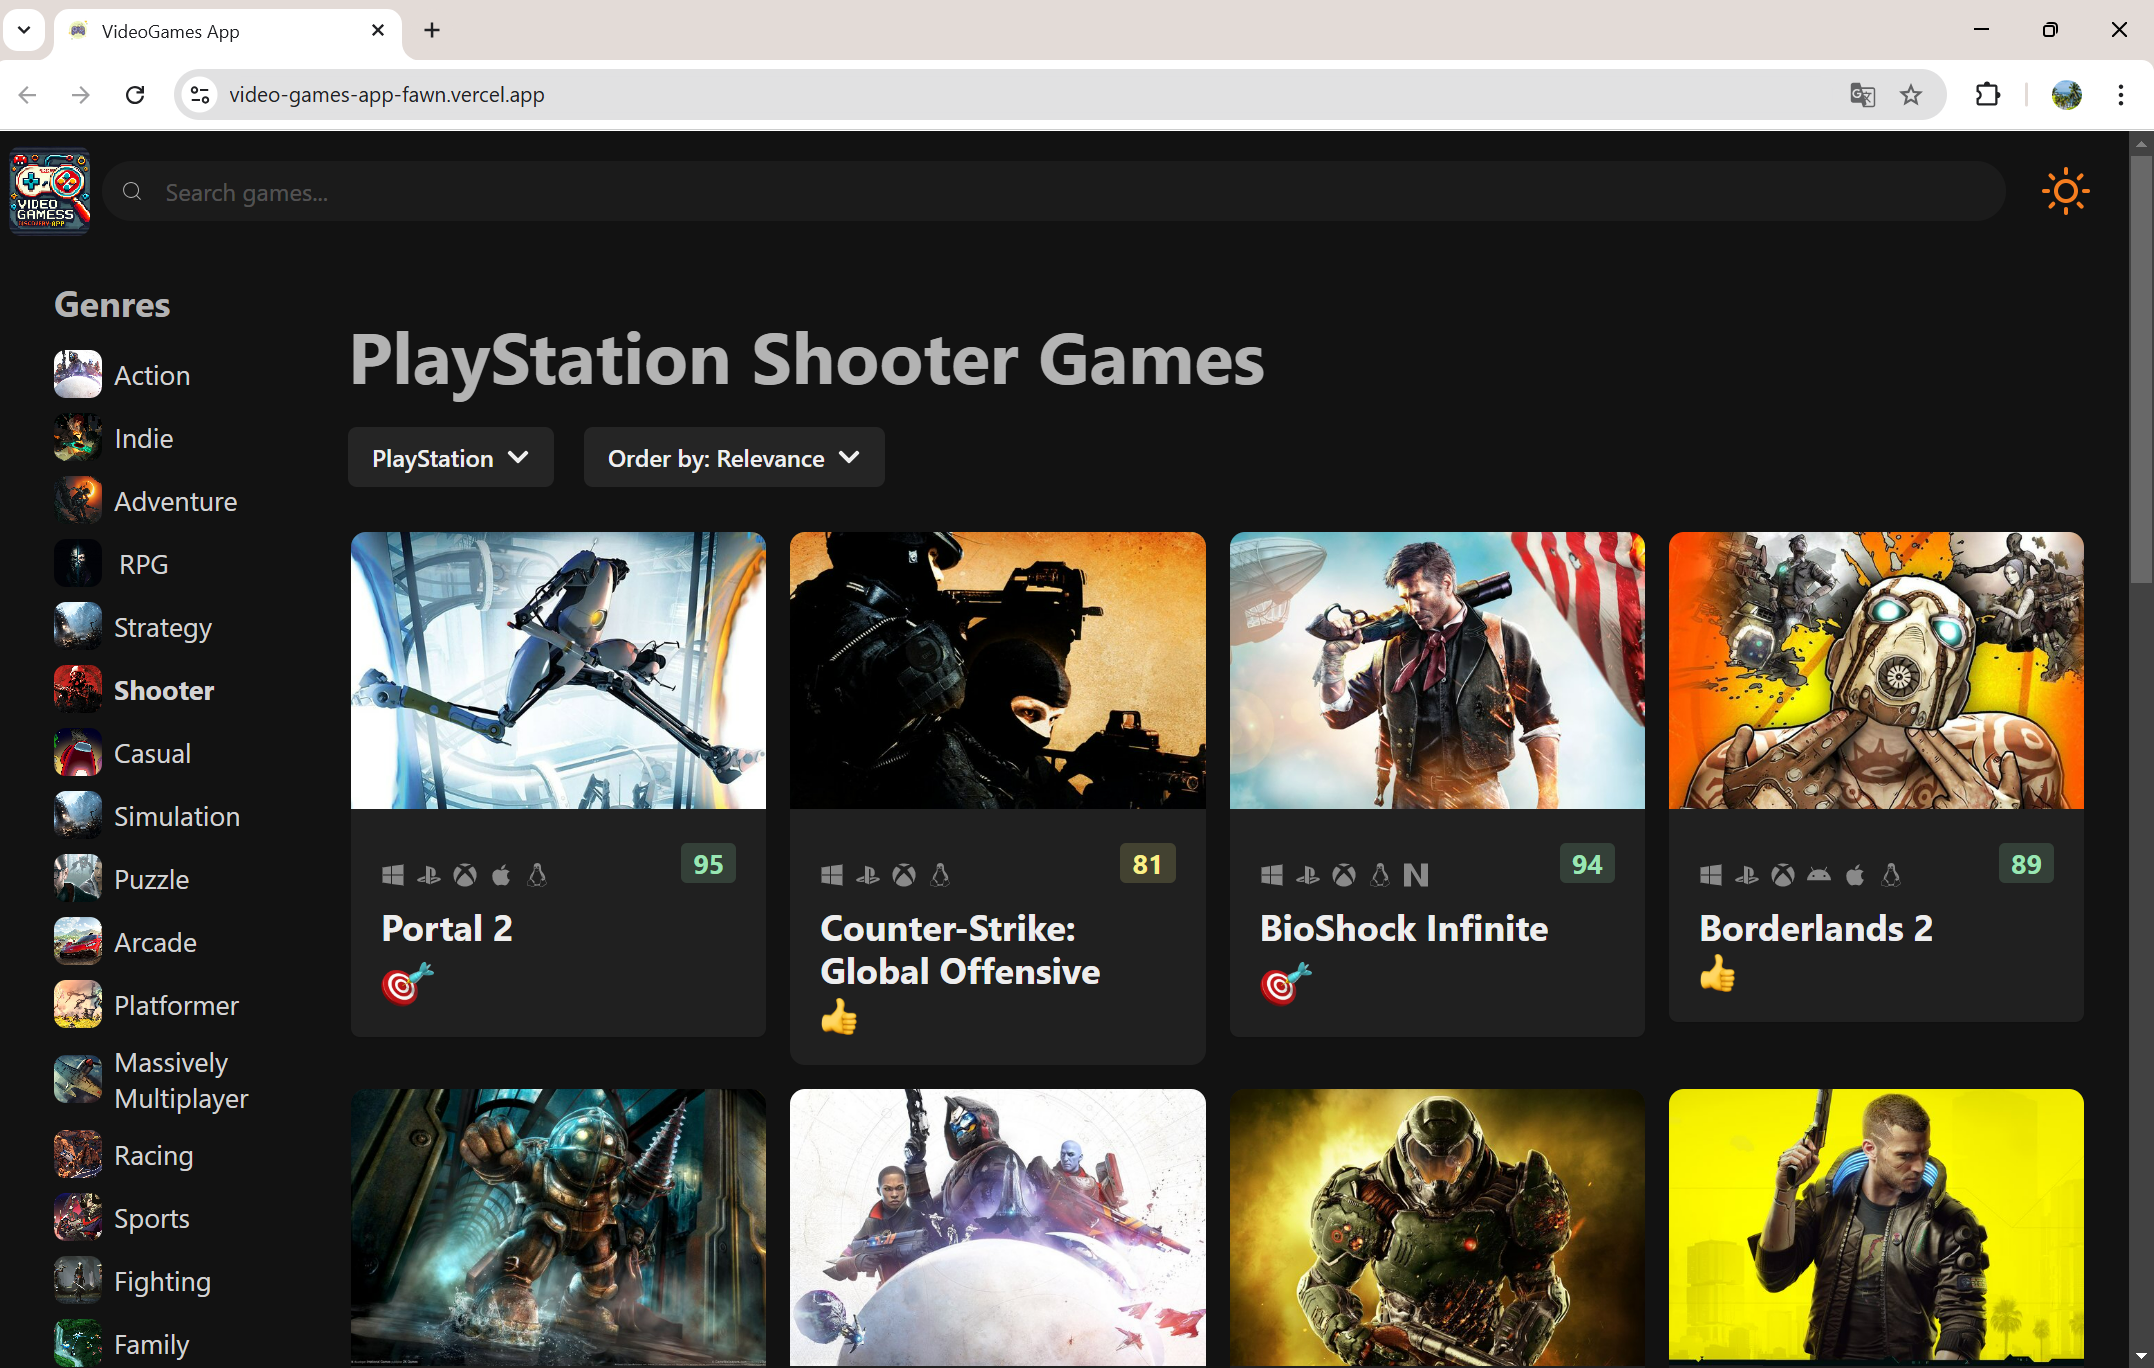 VideoGames App
video-games-app-fawn.vercel.app
VIDEO
GAMESS
DISCOVERY APP
Search games...
Genres
Action
Indie
Adventure
RPG
Strategy
Shooter
Casual
Simulation
Puzzle
Arcade
Platformer
Massively
Multiplayer
Racing
Sports
Fighting
Family
PlayStation Shooter Games
PlayStation
Order by: Relevance
95
Portal 2
81
Counter-Strike:
Global Offensive
94
BioShock Infinite
89
Borderlands 2